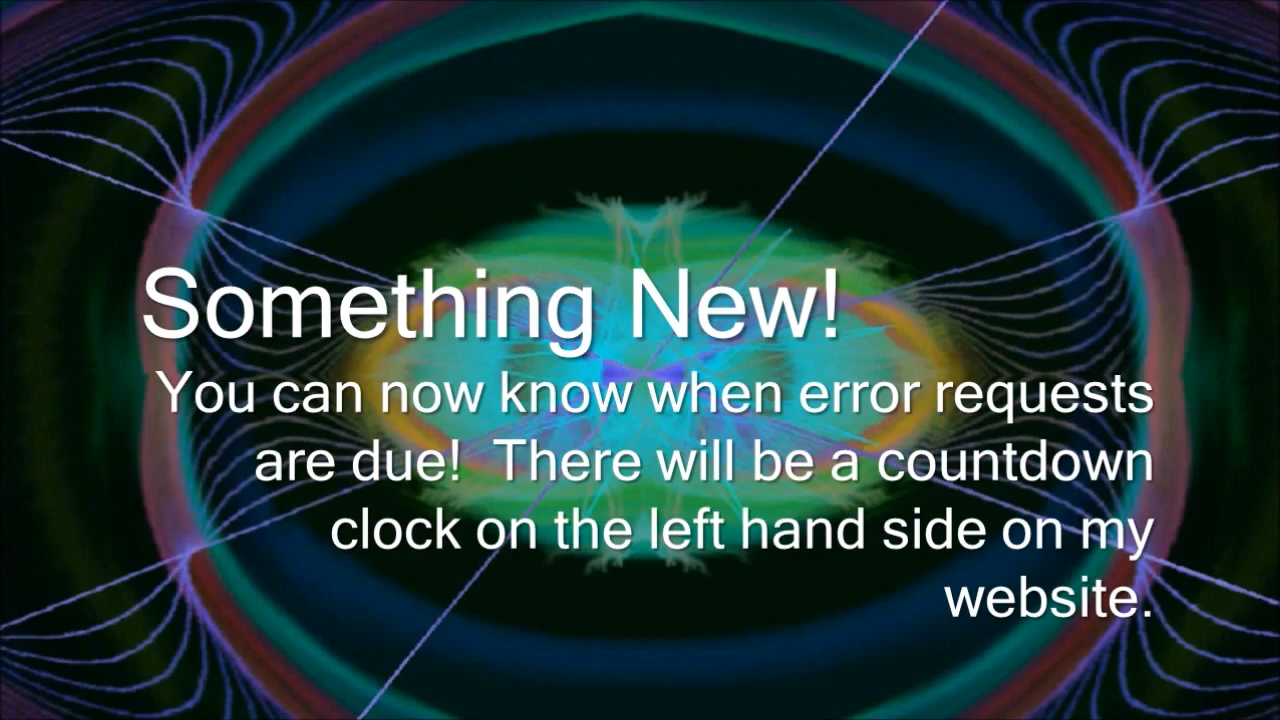 Something New!
You can now know when error requests
are due!  There will be a countdown
clock on the left hand side on my
website.